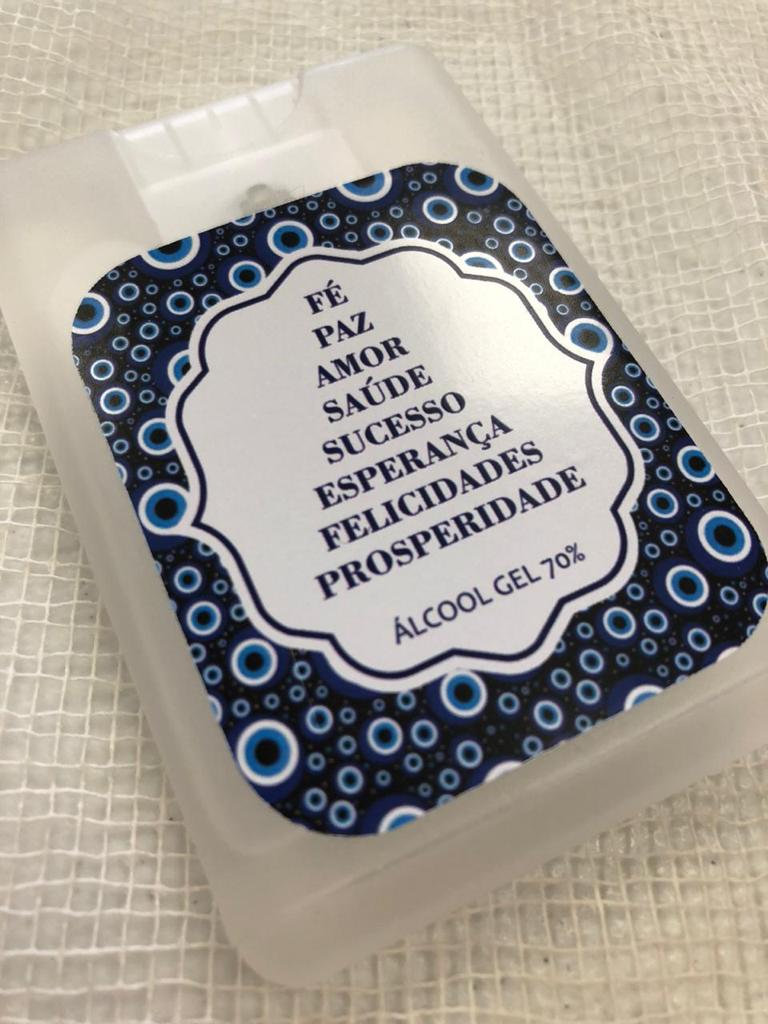 FÉ
PAZ
AMOR
SAÚDE
SUCESSO
ESPERANÇA
FELICIDADES
PROSPERIDADE
ÁLCOOL GEL 70%